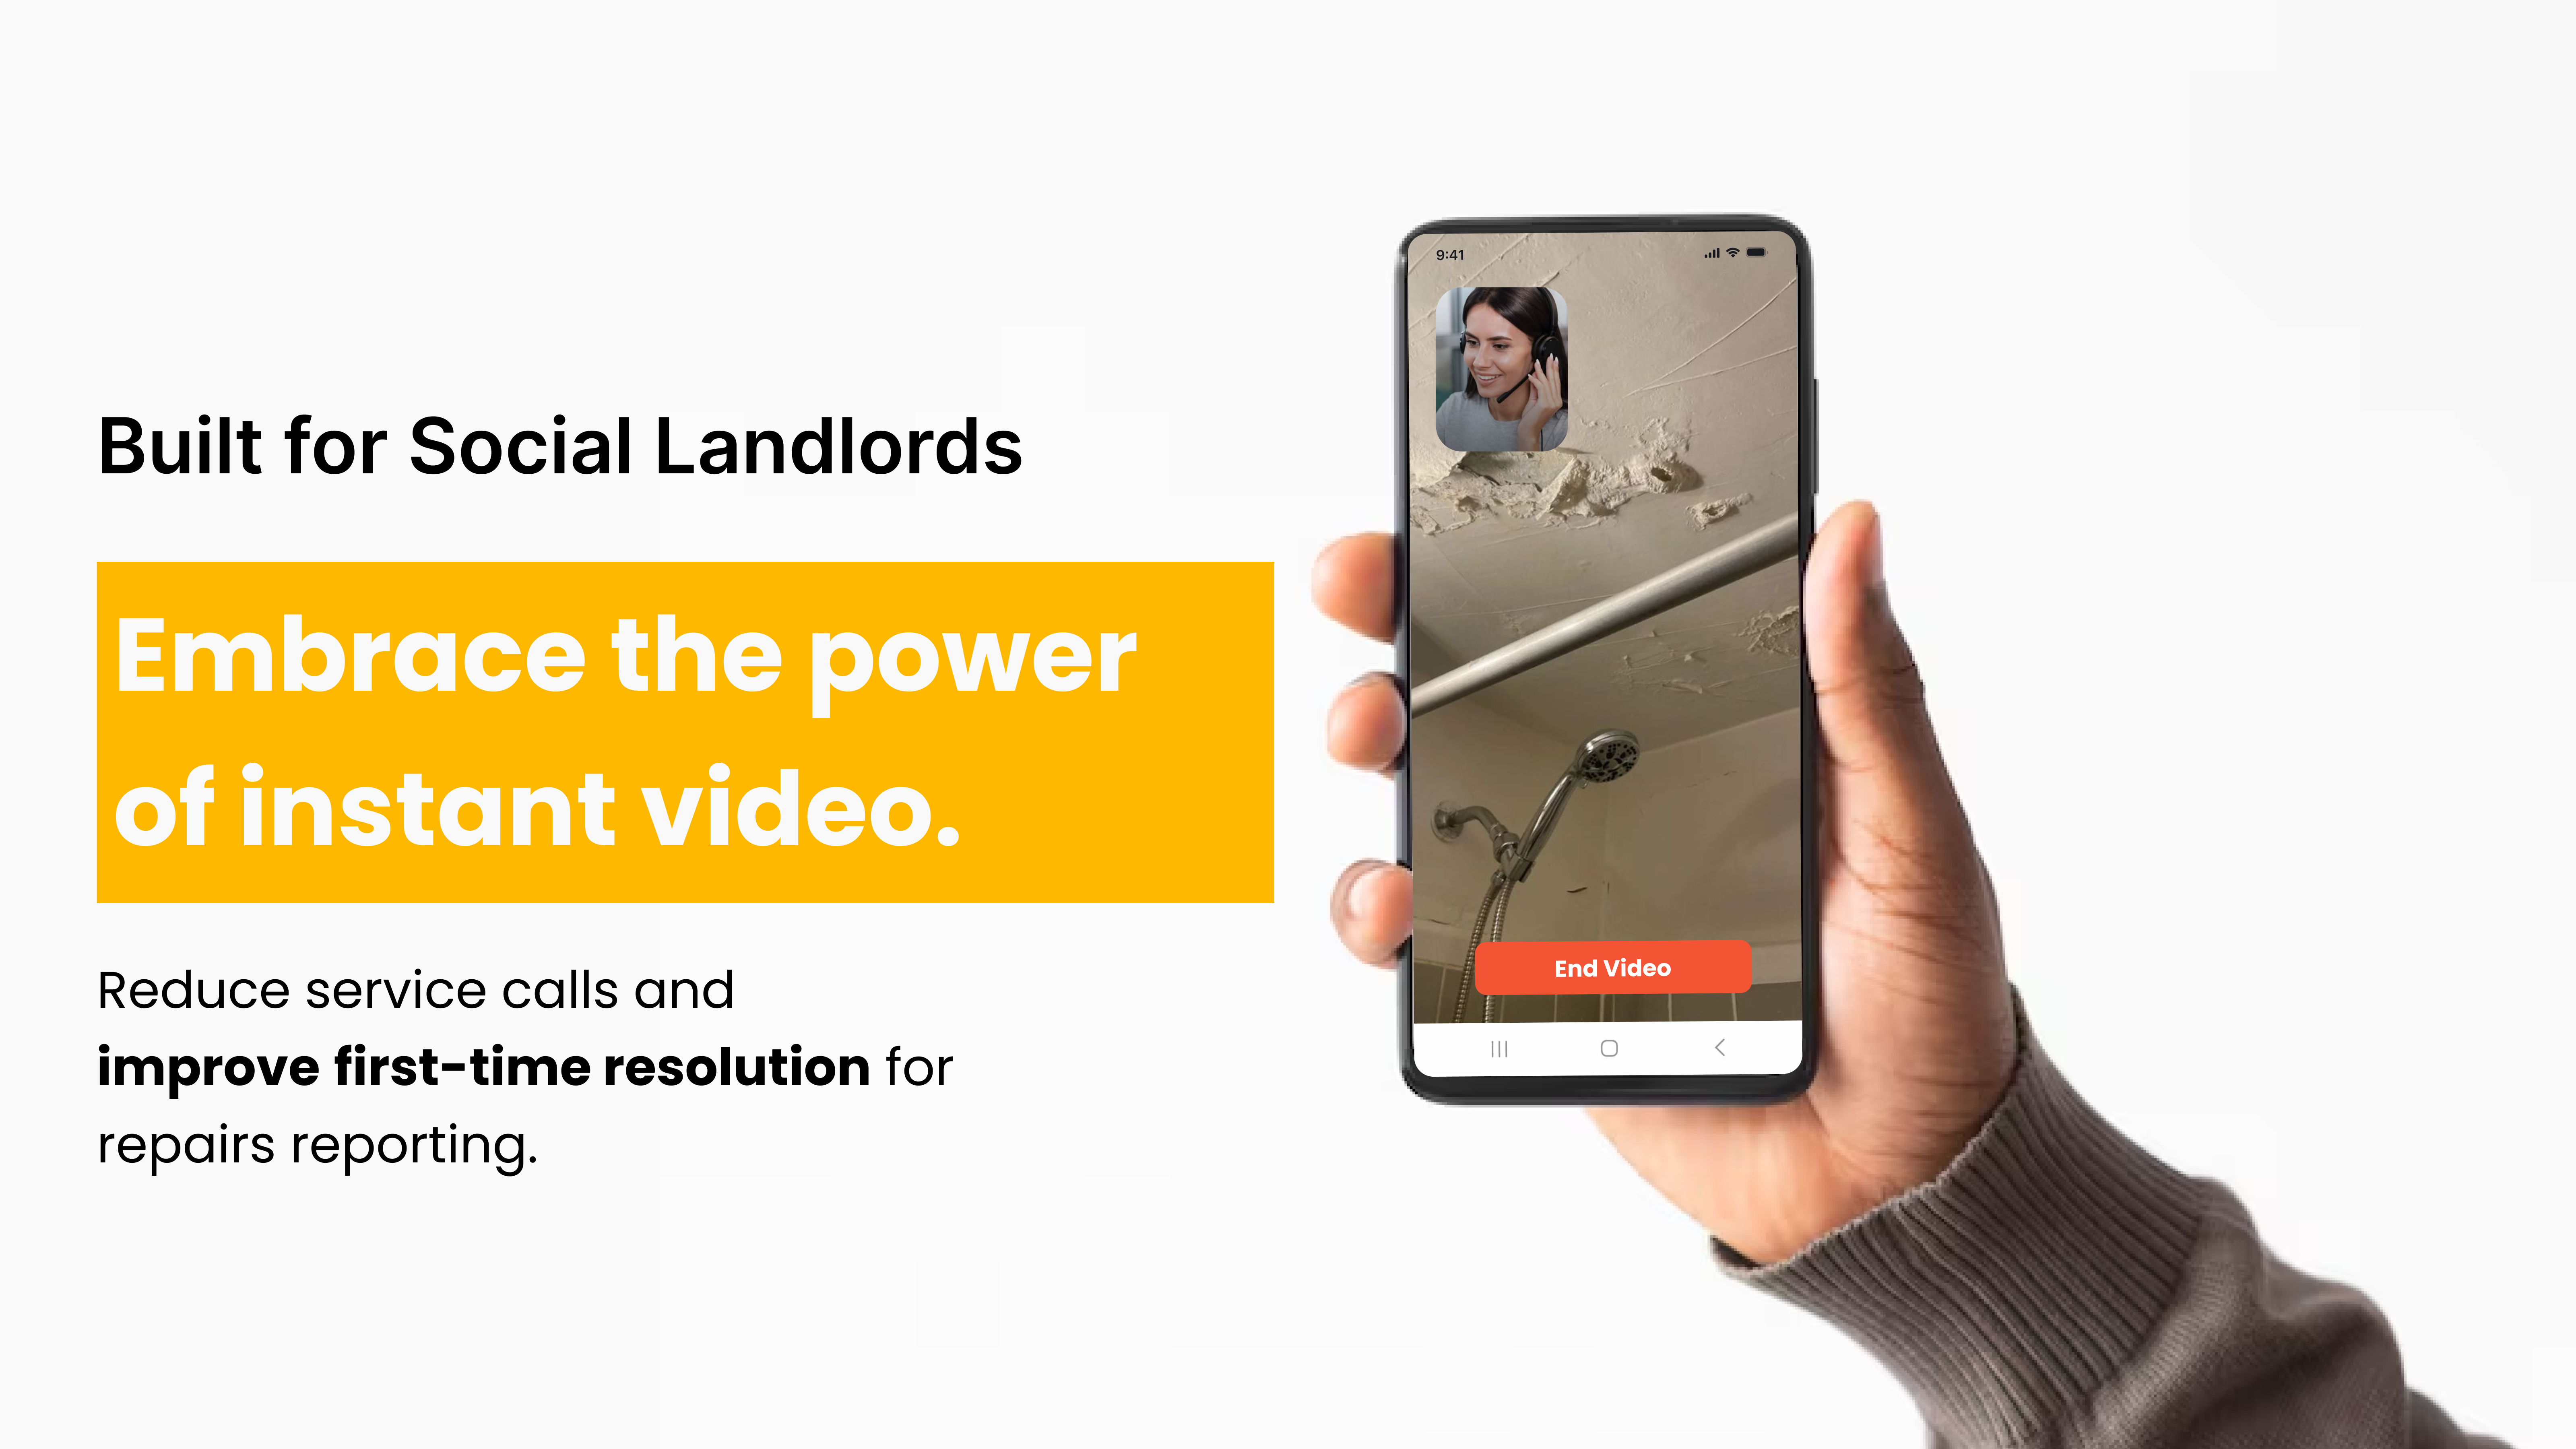 Built for Social Landlords
Embrace the power
of instant video.
Reduce service calls and
improve first-time resolution for
repairs reporting.
9:41
End Video